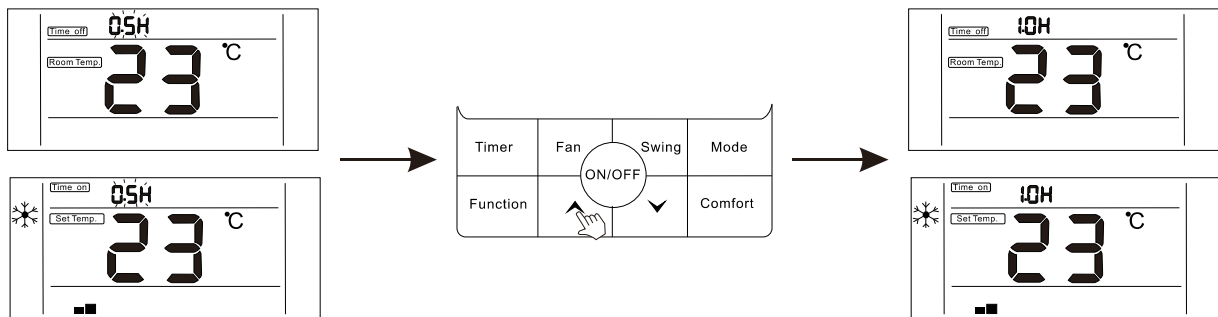 Time off 0.5H
Room Temp. 23 °C
Time on 0.5H
Set Temp. 23 °C
Timer Fan Swing Mode
ON/OFF
Function Comfort
Time off 1.0H
Room Temp. 23 °C
Time on 1.0H
Set Temp. 23 °C